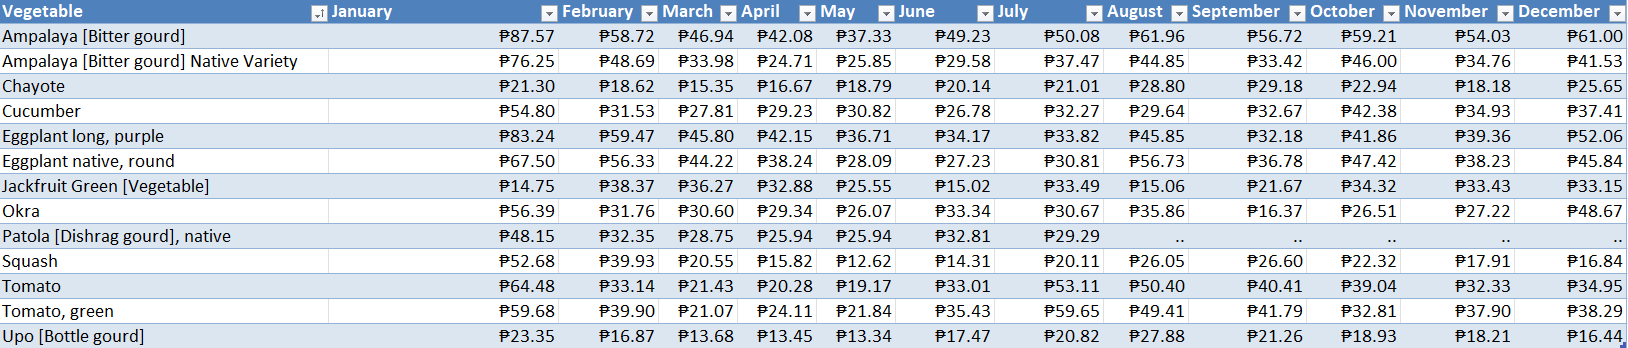 Vegetable January February March April May June July August September October November December
Ampalaya [Bitter gourd] ₱87.57 ₱58.72 ₱46.94 ₱42.08 ₱37.33 ₱49.23 ₱50.08 ₱61.96 ₱56.72 ₱59.21 ₱54.03 ₱61.00
Ampalaya [Bitter gourd] Native Variety ₱76.25 ₱48.69 ₱33.98 ₱24.71 ₱25.85 ₱29.58 ₱37.47 ₱44.85 ₱33.42 ₱46.00 ₱34.76 ₱41.53
Chayote ₱21.30 ₱18.62 ₱15.35 ₱16.67 ₱18.79 ₱20.14 ₱21.01 ₱28.80 ₱29.18 ₱22.94 ₱18.18 ₱25.65
Cucumber ₱54.80 ₱31.53 ₱27.81 ₱29.23 ₱30.82 ₱26.78 ₱32.27 ₱29.64 ₱32.67 ₱42.38 ₱34.93 ₱37.41
Eggplant long, purple ₱83.24 ₱59.47 ₱45.80 ₱42.15 ₱36.71 ₱34.17 ₱33.82 ₱45.85 ₱32.18 ₱41.86 ₱39.36 ₱52.06
Eggplant native, round ₱67.50 ₱56.33 ₱44.22 ₱38.24 ₱28.09 ₱27.23 ₱30.81 ₱56.73 ₱36.78 ₱47.42 ₱38.23 ₱45.84
Jackfruit Green [Vegetable] ₱14.75 ₱38.37 ₱36.27 ₱32.88 ₱25.55 ₱15.02 ₱33.49 ₱15.06 ₱21.67 ₱34.32 ₱33.43 ₱33.15
Okra ₱56.39 ₱31.76 ₱30.60 ₱29.34 ₱26.07 ₱33.34 ₱30.67 ₱35.86 ₱16.37 ₱26.51 ₱27.22 ₱48.67
Patola [Dishrag gourd], native ₱48.15 ₱32.35 ₱28.75 ₱25.94 ₱25.94 ₱32.81 ₱29.29 .. .. .. .. ..
Squash ₱52.68 ₱39.93 ₱20.55 ₱15.82 ₱12.62 ₱14.31 ₱20.11 ₱26.05 ₱26.60 ₱22.32 ₱17.91 ₱16.84
Tomato ₱64.48 ₱33.14 ₱21.43 ₱20.28 ₱19.17 ₱33.01 ₱53.11 ₱50.40 ₱40.41 ₱39.04 ₱32.33 ₱34.95
Tomato, green ₱59.68 ₱39.90 ₱21.07 ₱24.11 ₱21.84 ₱35.43 ₱59.65 ₱49.41 ₱41.79 ₱32.81 ₱37.90 ₱38.29
Upo [Bottle gourd] ₱23.35 ₱16.87 ₱13.68 ₱13.45 ₱13.34 ₱17.47 ₱20.82 ₱27.88 ₱21.26 ₱18.93 ₱18.21 ₱16.44